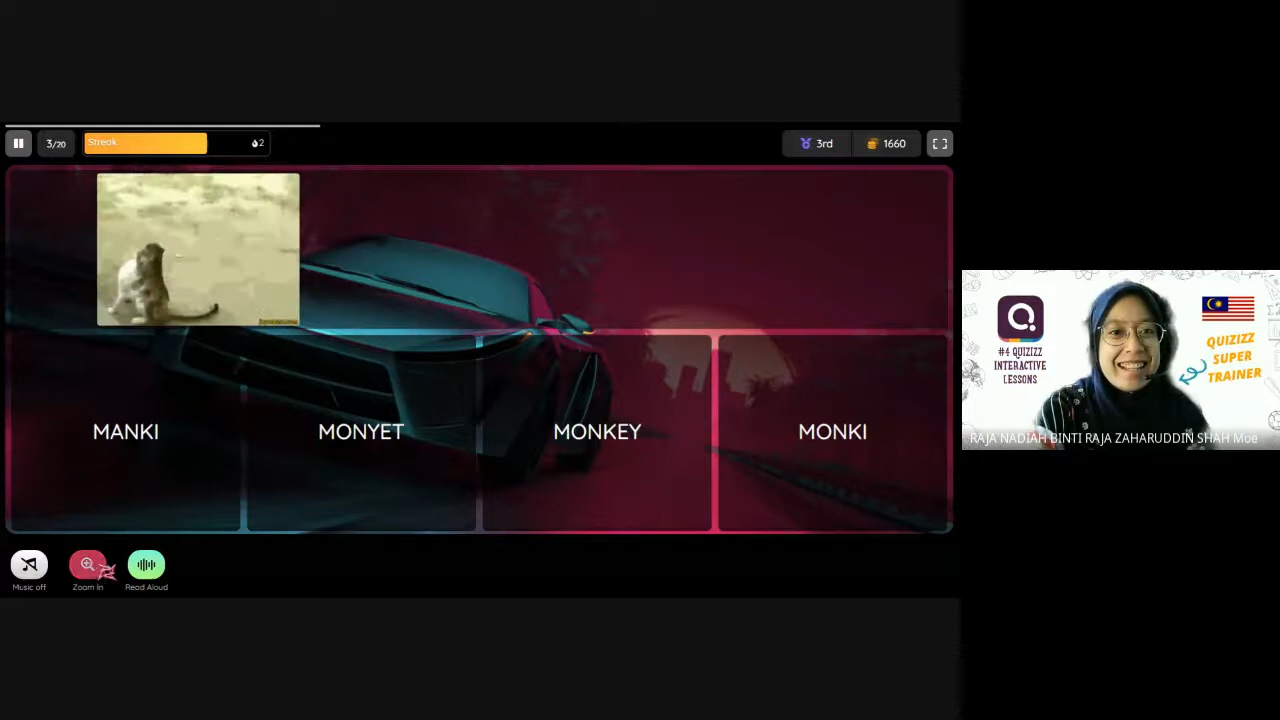 3/20
Streak
2
3rd
1660
MANKI
MONYET
MONKEY
MONKI
Music off
Zoom In
Read Aloud
#4 QUIZIZZ
INTERACTIVE
LESSONS
QUIZIZZ
SUPER
TRAINER
RAJA NADIAH BINTI RAJA ZAHARUDDIN SHAH Moe